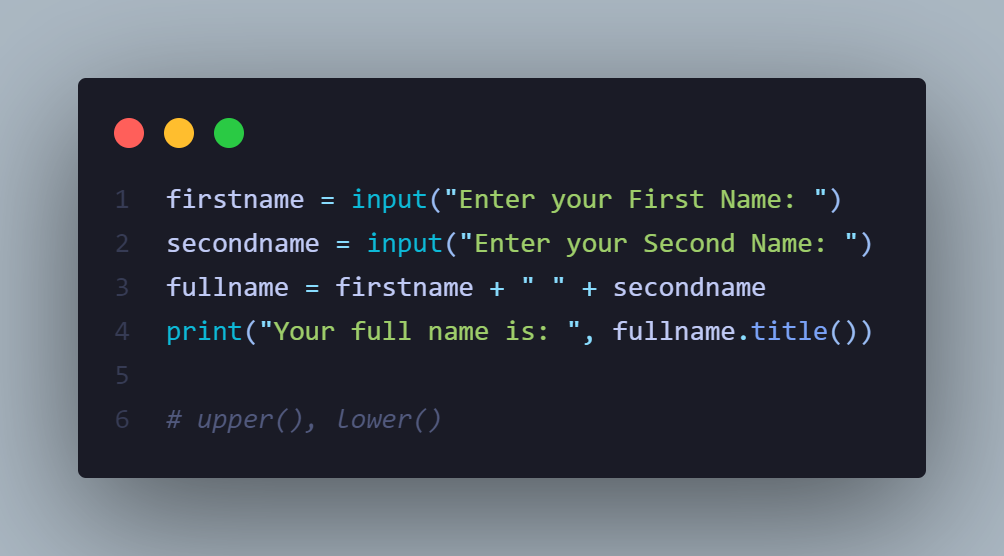 1 firstname = input("Enter your First Name: ")
2 secondname = input("Enter your Second Name: ")
3 fullname = firstname + " " + secondname
4 print("Your full name is: ", fullname.title())
5
6 # upper(), lower()